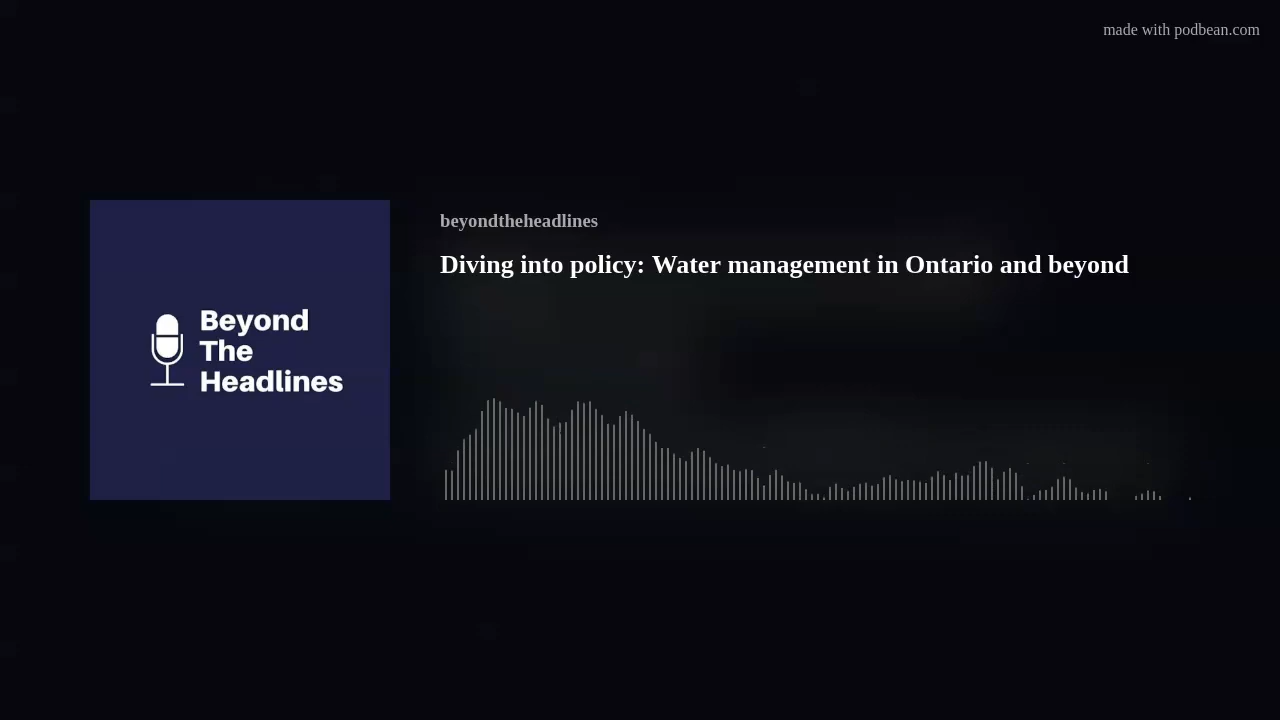 made with podbean.com
beyondtheheadlines
Diving into policy: Water management in Ontario and beyond
Beyond
The
Headlines